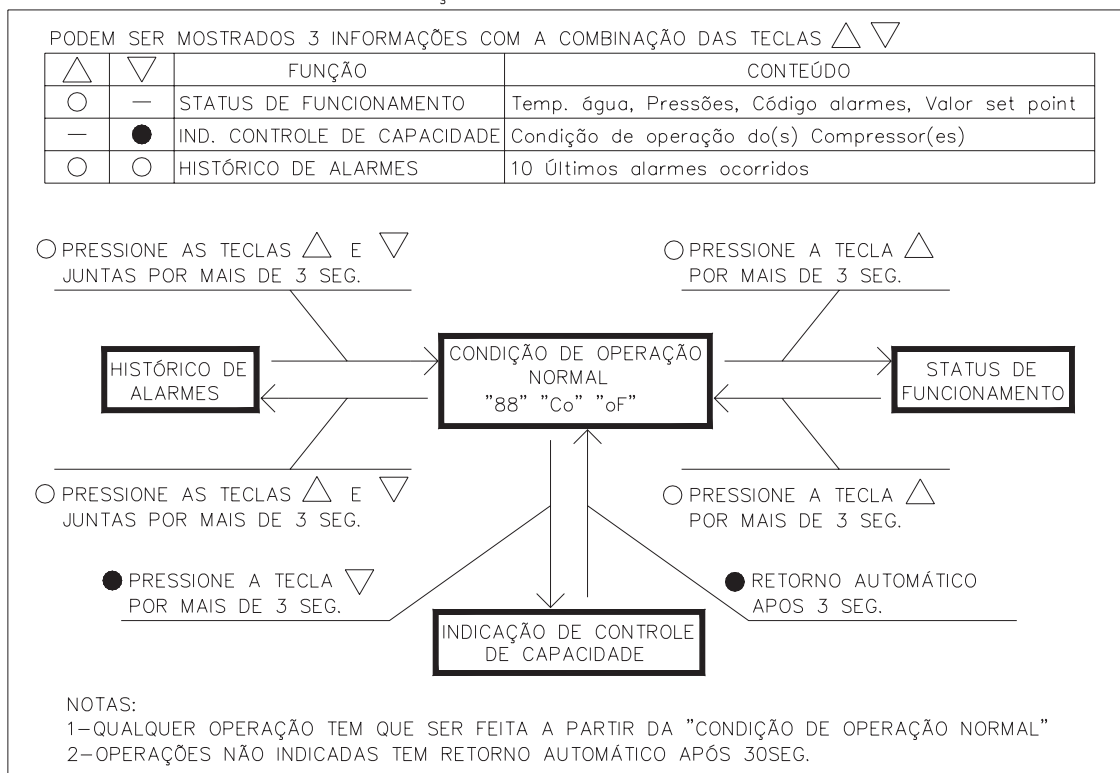 PODEM SER MOSTRADOS 3 INFORMAÇÕES COM A COMBINAÇÃO DAS TECLAS △ ▽
△ ▽ FUNÇÃO CONTEÚDO
○ — STATUS DE FUNCIONAMENTO Temp. água, Pressões, Código alarmes, Valor set point
— ● IND. CONTROLE DE CAPACIDADE Condição de operação do(s) Compressor(es)
○ ○ HISTÓRICO DE ALARMES 10 Últimos alarmes ocorridos
○ PRESSIONE AS TECLAS △ E ▽
JUNTAS POR MAIS DE 3 SEG.
○ PRESSIONE A TECLA △
POR MAIS DE 3 SEG.
HISTÓRICO DE
ALARMES
CONDIÇÃO DE OPERAÇÃO
NORMAL
"88" "Co" "oF"
STATUS DE
FUNCIONAMENTO
○ PRESSIONE AS TECLAS △ E ▽
JUNTAS POR MAIS DE 3 SEG.
○ PRESSIONE A TECLA △
POR MAIS DE 3 SEG.
● PRESSIONE A TECLA ▽
POR MAIS DE 3 SEG.
● RETORNO AUTOMÁTICO
APOS 3 SEG.
INDICAÇÃO DE CONTROLE
DE CAPACIDADE
NOTAS:
1-QUALQUER OPERAÇÃO TEM QUE SER FEITA A PARTIR DA "CONDIÇÃO DE OPERAÇÃO NORMAL"
2-OPERAÇÕES NÃO INDICADAS TEM RETORNO AUTOMÁTICO APÓS 30SEG.